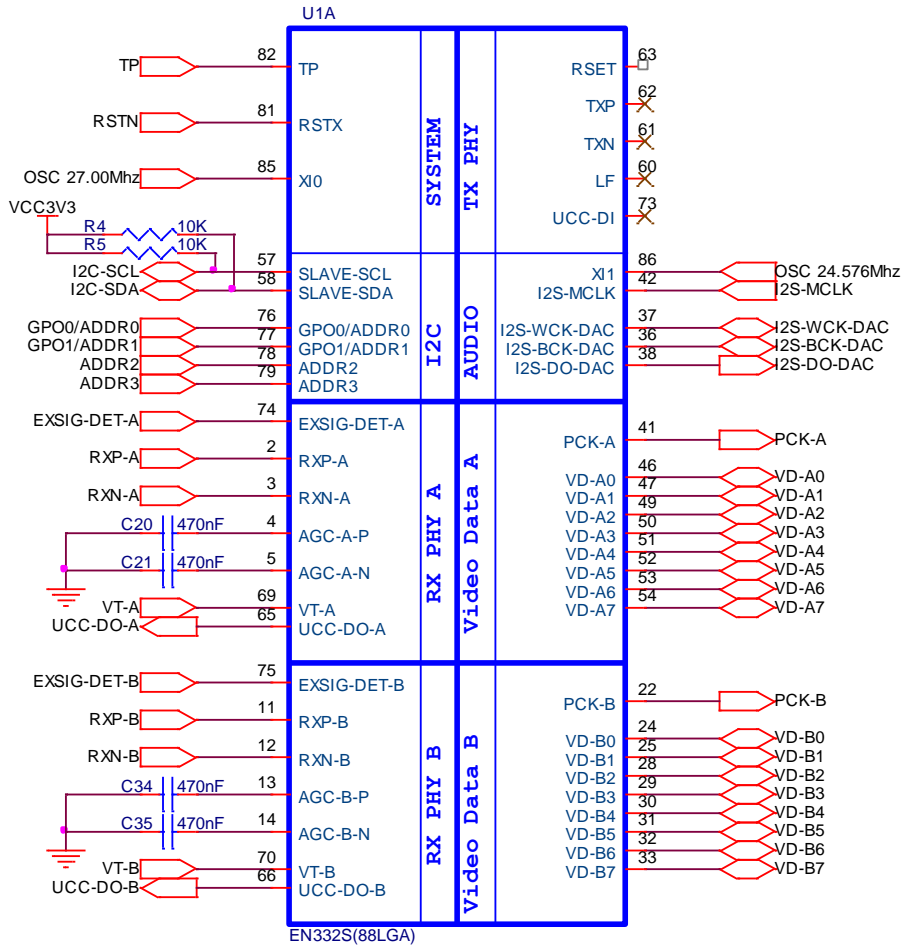 U1A
TP 82 TP
RSTN 81 RSTX
OSC 27.00Mhz 85 XI0
VCC3V3
R4 10K
R5 10K
I2C-SCL 57 SLAVE-SCL
I2C-SDA 58 SLAVE-SDA
GPO0/ADDR0 76 GPO0/ADDR0
GPO1/ADDR1 77 GPO1/ADDR1
ADDR2 78 ADDR2
ADDR3 79 ADDR3
EXSIG-DET-A 74 EXSIG-DET-A
RXP-A 2 RXP-A
RXN-A 3 RXN-A
C20 470nF 4 AGC-A-P
C21 470nF 5 AGC-A-N
VT-A 69 VT-A
UCC-DO-A 65 UCC-DO-A
EXSIG-DET-B 75 EXSIG-DET-B
RXP-B 11 RXP-B
RXN-B 12 RXN-B
C34 470nF 13 AGC-B-P
C35 470nF 14 AGC-B-N
VT-B 70 VT-B
UCC-DO-B 66 UCC-DO-B
SYSTEM
I2C
RX PHY A
RX PHY B
TX PHY
AUDIO
Video Data A
Video Data B
RSET 63
TXP 62
TXN 61
LF 60
UCC-DI 73
XI1 86 OSC 24.576Mhz
I2S-MCLK 42 I2S-MCLK
I2S-WCK-DAC 37 I2S-WCK-DAC
I2S-BCK-DAC 36 I2S-BCK-DAC
I2S-DO-DAC 38 I2S-DO-DAC
PCK-A 41 PCK-A
VD-A0 46 VD-A0
VD-A1 47 VD-A1
VD-A2 49 VD-A2
VD-A3 50 VD-A3
VD-A4 51 VD-A4
VD-A5 52 VD-A5
VD-A6 53 VD-A6
VD-A7 54 VD-A7
PCK-B 22 PCK-B
VD-B0 24 VD-B0
VD-B1 25 VD-B1
VD-B2 28 VD-B2
VD-B3 29 VD-B3
VD-B4 30 VD-B4
VD-B5 31 VD-B5
VD-B6 32 VD-B6
VD-B7 33 VD-B7
EN332S(88LGA)